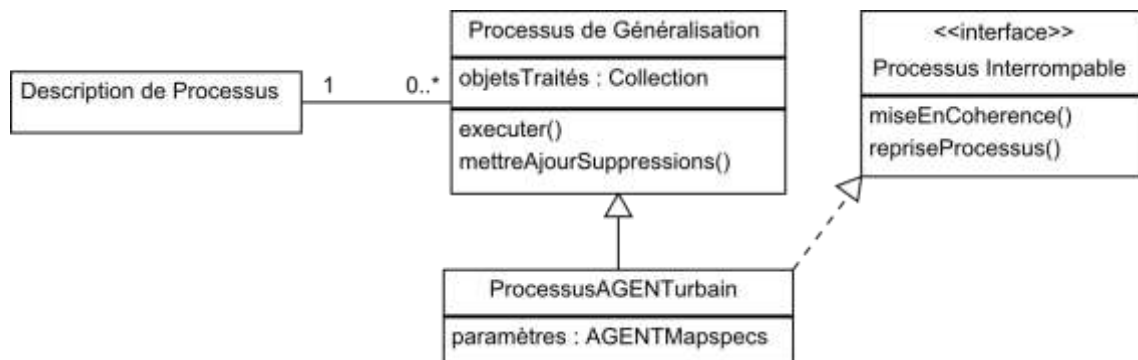 Description de Processus
1
0..*
Processus de Généralisation
objetsTraités : Collection
executer()
mettreAjourSuppressions()
<<interface>>
Processus Interrompable
miseEnCoherence()
repriseProcessus()
ProcessusAGENTurbain
paramètres : AGENTMapspecs